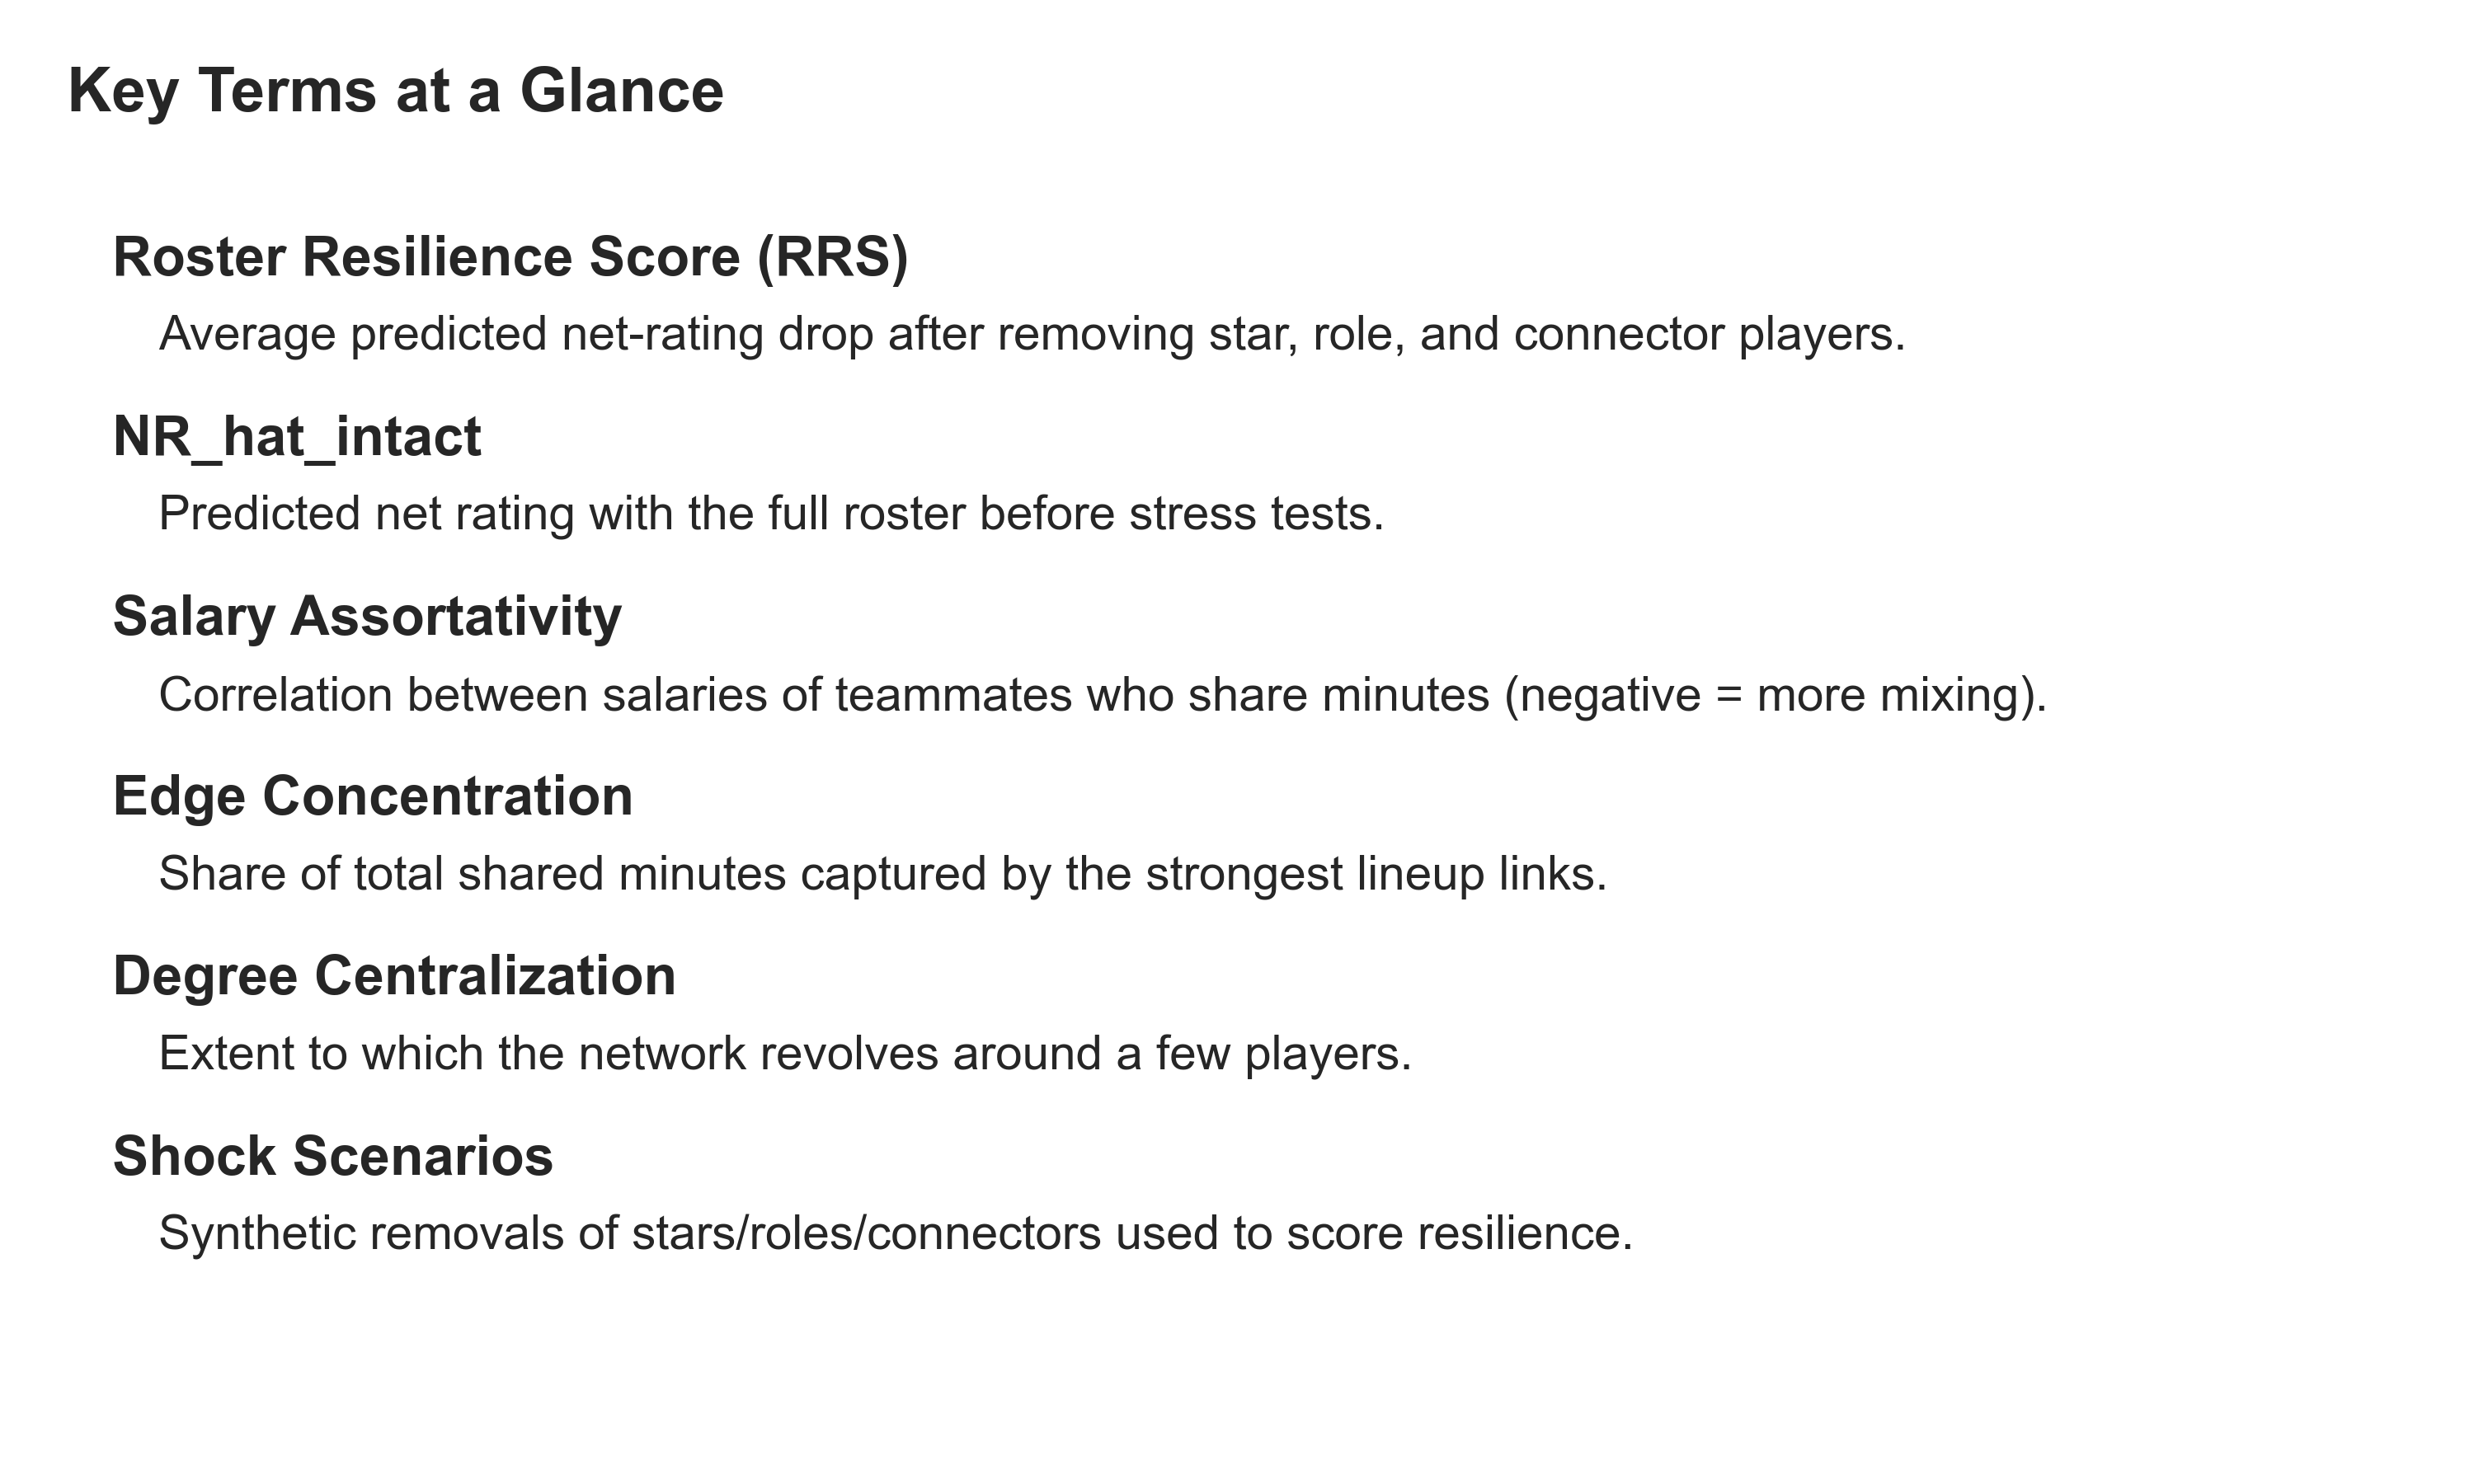 Key Terms at a Glance
Roster Resilience Score (RRS)
Average predicted net-rating drop after removing star, role, and connector players.
NR_hat_intact
Predicted net rating with the full roster before stress tests.
Salary Assortativity
Correlation between salaries of teammates who share minutes (negative = more mixing).
Edge Concentration
Share of total shared minutes captured by the strongest lineup links.
Degree Centralization
Extent to which the network revolves around a few players.
Shock Scenarios
Synthetic removals of stars/roles/connectors used to score resilience.